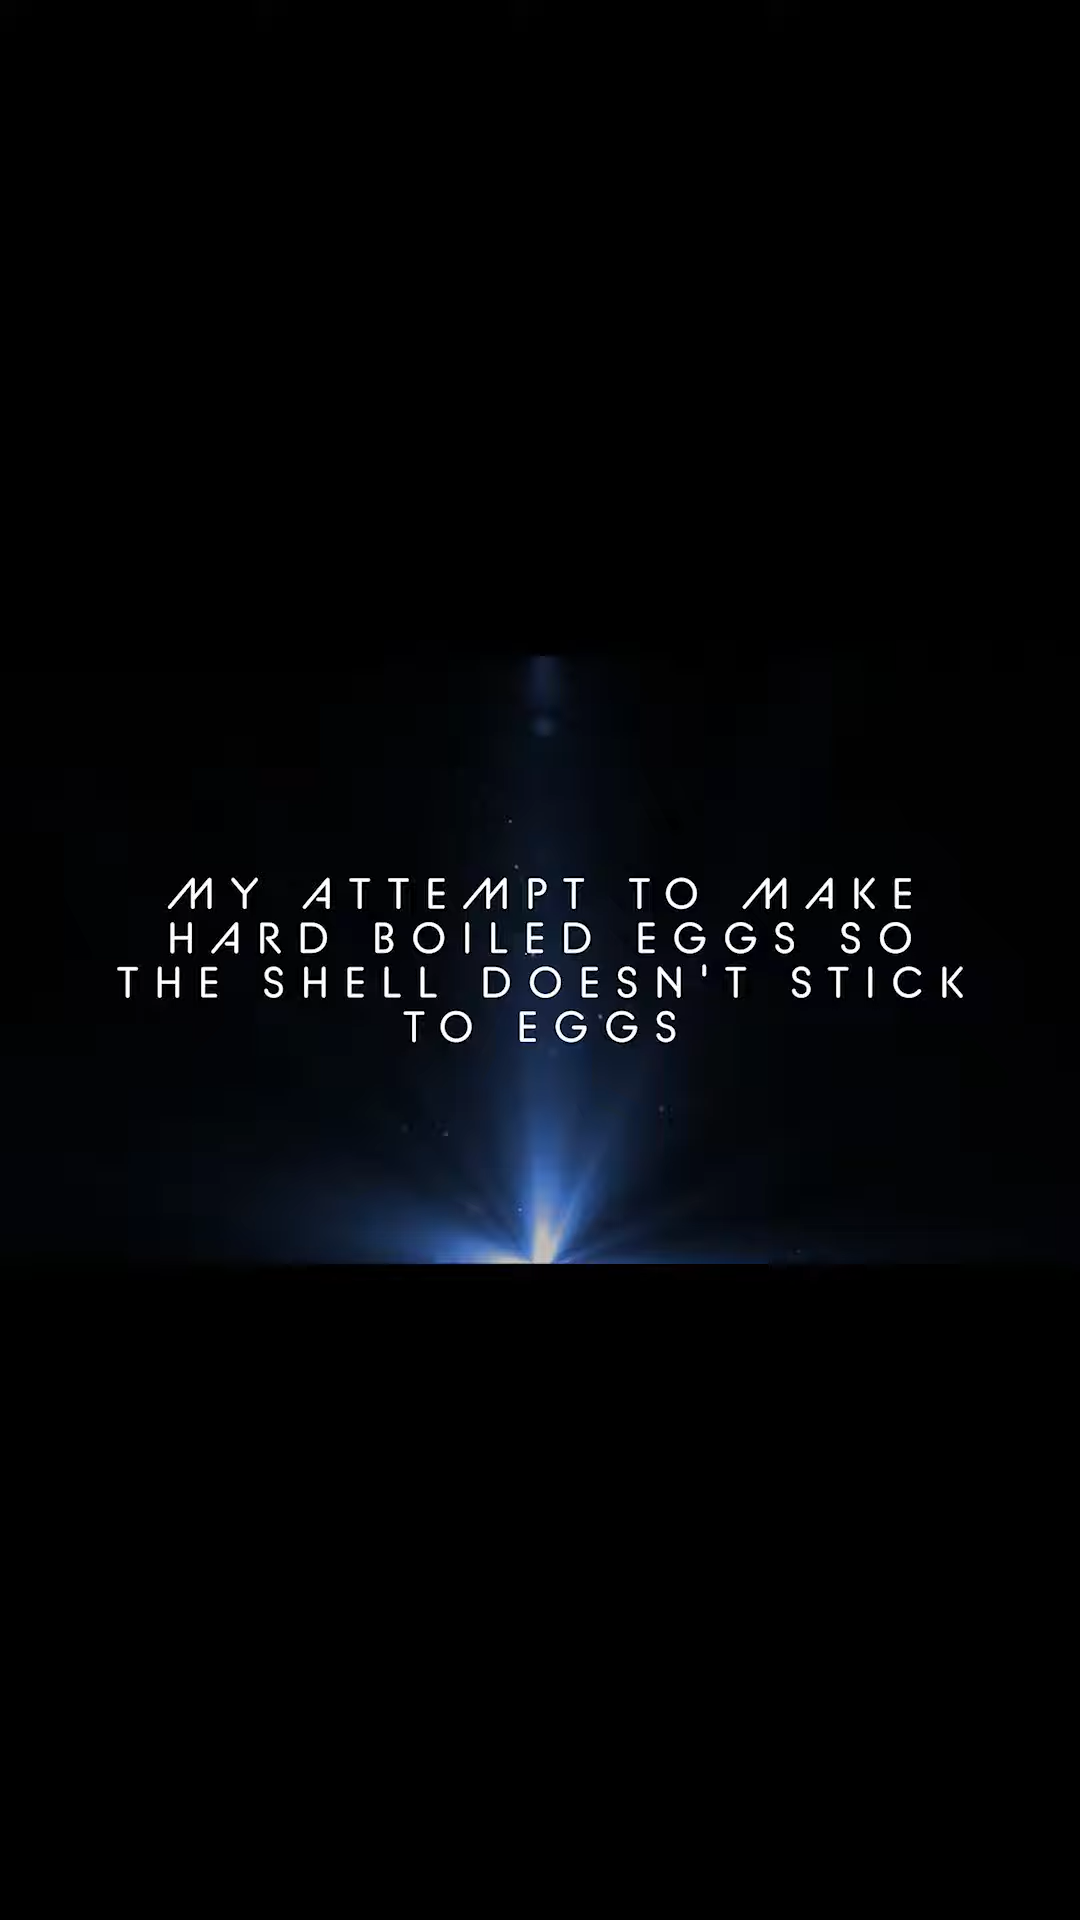 MY ATTEMPT TO MAKE
HARD BOILED EGGS SO
THE SHELL DOESN'T STICK
TO EGGS